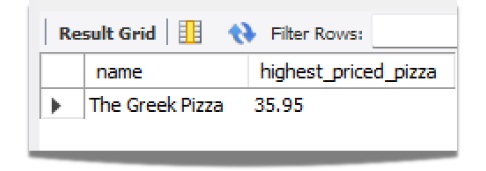 Result Grid Filter Rows:
name highest_priced_pizza
The Greek Pizza 35.95